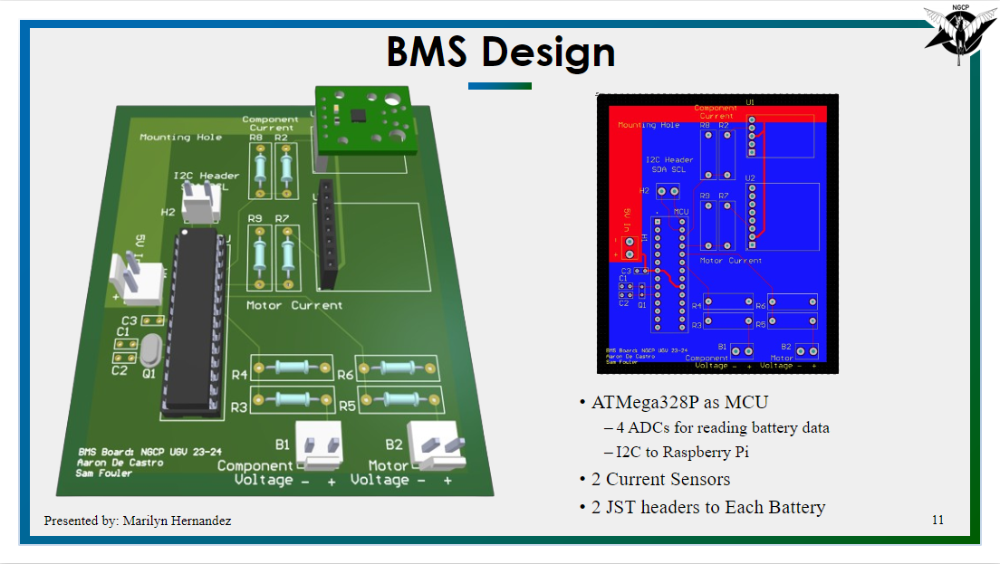 NGCP
BMS Design
Component
Current
R8 R2
Mounting Hole
I2C Header
H2
R9 R7
5V In
+
Motor Current
C3
C1
C2
Q1
R4
R6
R3
R5
B1
B2
BMS Board: NGCP UGV 23-24
Aaron De Castro
Sam Fowler
Component
Voltage - +
Motor
Voltage - +
U1
Component
Current
Mounting Hole
R8 R2
I2C Header
SDA SCL
H2
U2
R9 R7
MCU
5V In
-
+
Motor Current
C3
C1
C2
Q1
R4
R6
R3
R5
B1
B2
BMS Board: NGCP UGV 23-24
Aaron De Castro
Sam Fowler
Component
Voltage - +
Motor
Voltage - +
• ATMega328P as MCU
– 4 ADCs for reading battery data
– I2C to Raspberry Pi
• 2 Current Sensors
• 2 JST headers to Each Battery
Presented by: Marilyn Hernandez
11